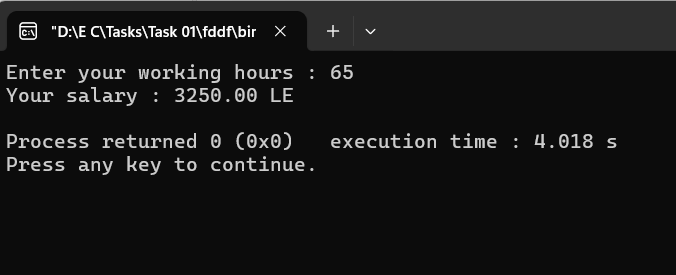 "D:\E C\Tasks\Task 01\fddf\bin
Enter your working hours : 65
Your salary : 3250.00 LE
Process returned 0 (0x0)   execution time : 4.018 s
Press any key to continue.